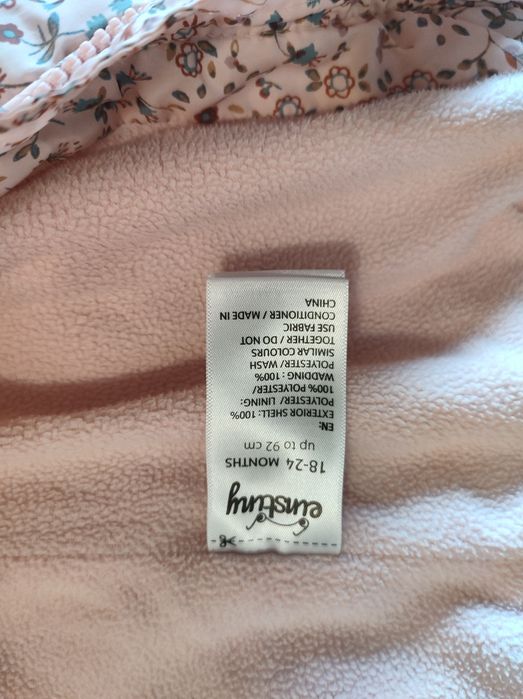 einstiny
18-24 MONTHS
up to 92 cm
EN:
EXTERIOR SHELL: 100%
POLYESTER/ LINING:
100% POLYESTER/
WADDING : 100%
POLYESTER/ WASH
SIMILAR COLOURS
TOGETHER / DO NOT
USE FABRIC
CONDITIONER / MADE IN
CHINA